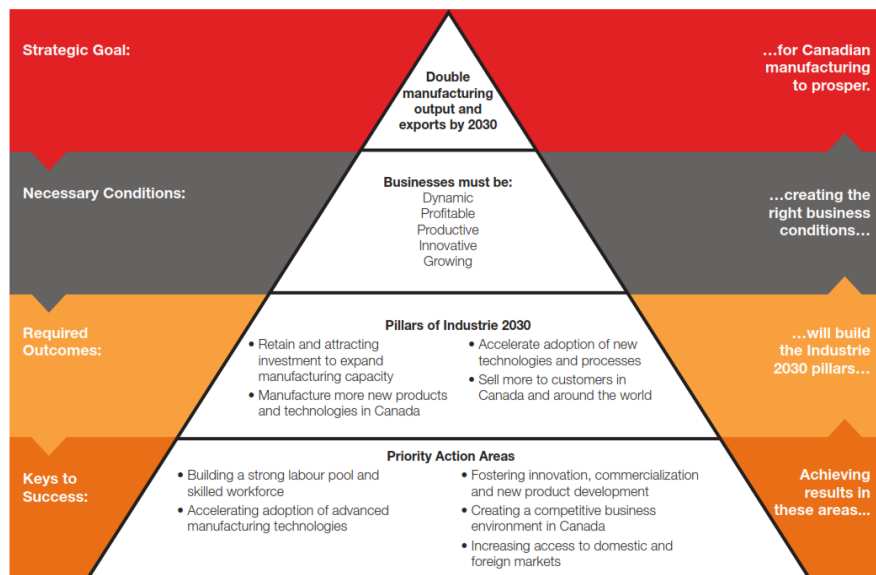 Strategic Goal:
Double
manufacturing
output and
exports by 2030
…for Canadian
manufacturing
to prosper.
Necessary Conditions:
Businesses must be:
Dynamic
Profitable
Productive
Innovative
Growing
…creating the
right business
conditions…
Required
Outcomes:
Pillars of Industrie 2030
• Retain and attracting
investment to expand
manufacturing capacity
• Manufacture more new products
and technologies in Canada
• Accelerate adoption of new
technologies and processes
• Sell more to customers in
Canada and around the world
…will build
the Industrie
2030 pillars…
Keys to
Success:
Priority Action Areas
• Building a strong labour pool and
skilled workforce
• Accelerating adoption of advanced
manufacturing technologies
• Fostering innovation, commercialization
and new product development
• Creating a competitive business
environment in Canada
• Increasing access to domestic and
foreign markets
Achieving
results in
these areas...